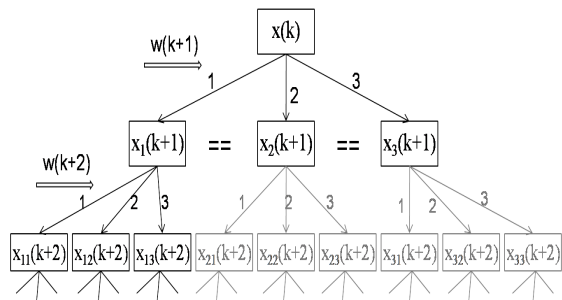 x(k)
w(k+1)
1 2 3
x₁(k+1) == x₂(k+1) == x₃(k+1)
w(k+2)
1 2 3 1 2 3 1 2 3
x₁₁(k+2) x₁₂(k+2) x₁₃(k+2) x₂₁(k+2) x₂₂(k+2) x₂₃(k+2) x₃₁(k+2) x₃₂(k+2) x₃₃(k+2)